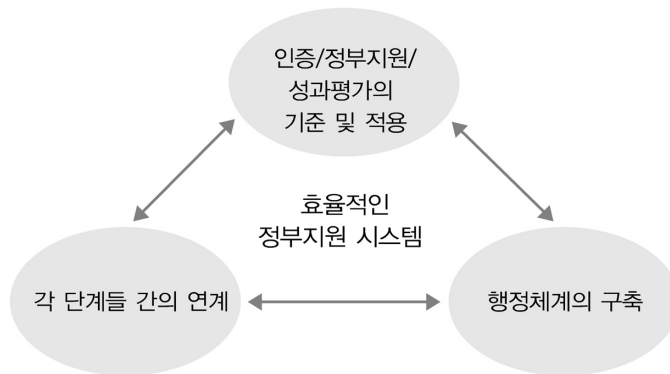 인증/정부지원/
성과평가의
기준 및 적용
효율적인
정부지원 시스템
각 단계들 간의 연계
행정체계의 구축